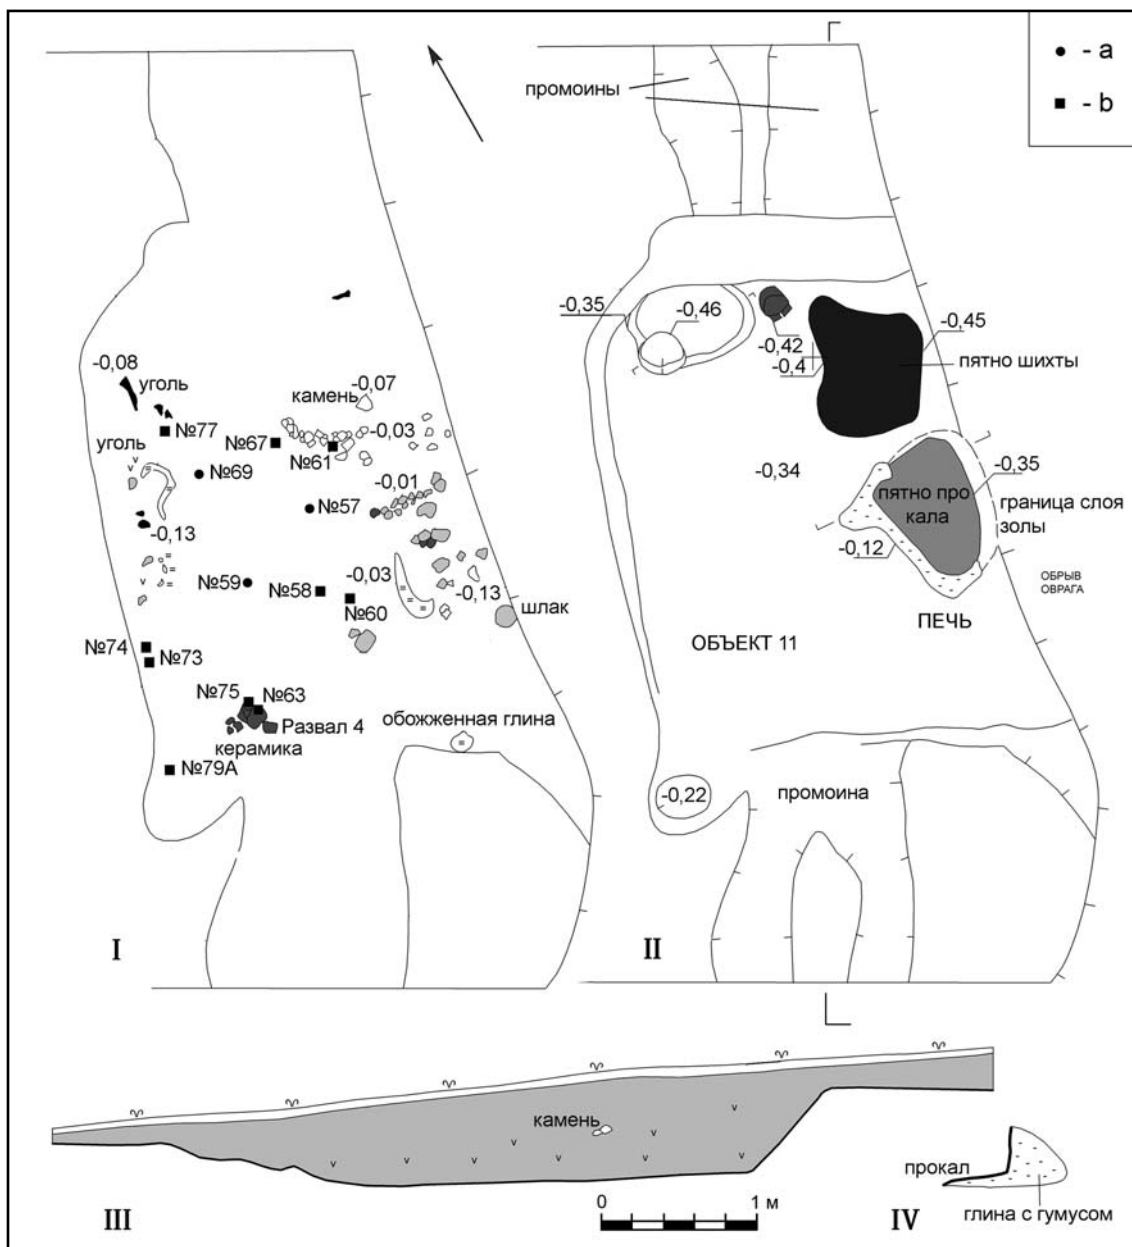 - a
- b
промоины
-0,08
уголь
-0,07
камень
-0,03
№77
№67
№61
уголь
№69
-0,01
№57
-0,13
№59
№58
-0,03
№60
-0,13
шлак
№74
№73
№75
№63
Развал 4
керамика
обожженная глина
№79А
I
-0,35
-0,46
-0,42
-0,4
-0,45
пятно шихты
-0,34
пятно про
кала
-0,35
граница слоя
золы
-0,12
ОБРЫВ
ОВРАГА
ПЕЧЬ
ОБЪЕКТ 11
-0,22
промоина
II
камень
III
0
1 м
прокал
глина с гумусом
IV